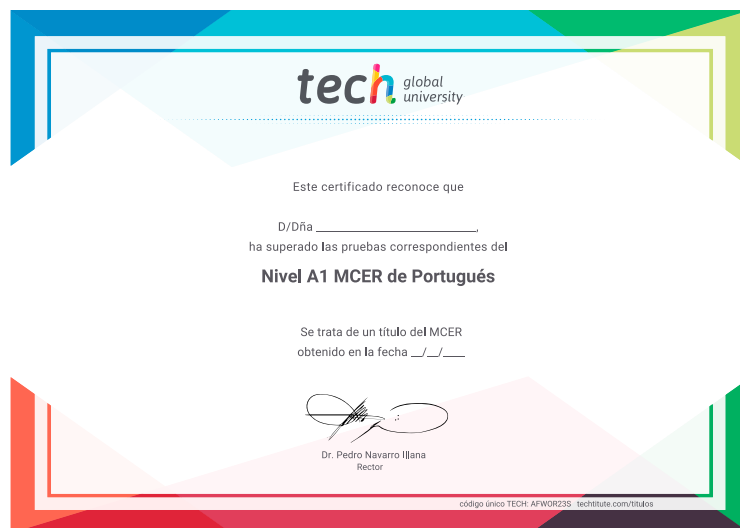 tech global
university
Este certificado reconoce que
D/Dña ________________________,
ha superado las pruebas correspondientes del
Nivel A1 MCER de Portugués
Se trata de un título del MCER
obtenido en la fecha __/__/____
Dr. Pedro Navarro Illana
Rector
código único TECH: AFWOR23S techtitute.com/titulos